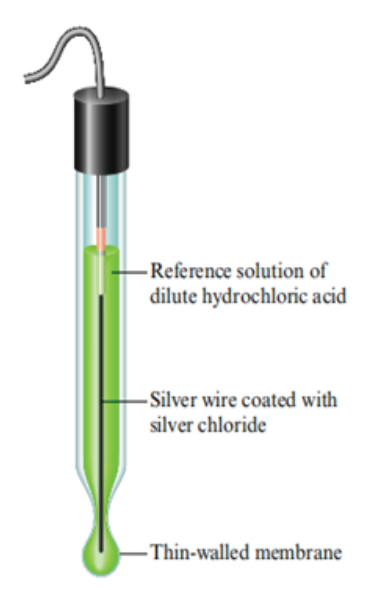 Reference solution of
dilute hydrochloric acid
Silver wire coated with
silver chloride
Thin-walled membrane